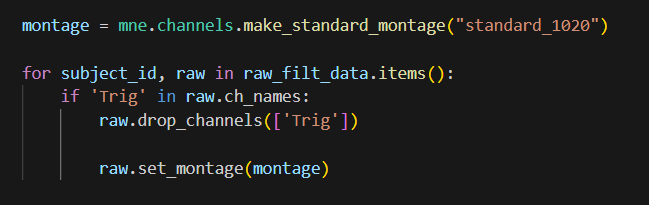 montage = mne.channels.make_standard_montage("standard_1020")
for subject_id, raw in raw_filt_data.items():
    if 'Trig' in raw.ch_names:
        raw.drop_channels(['Trig'])
        raw.set_montage(montage)